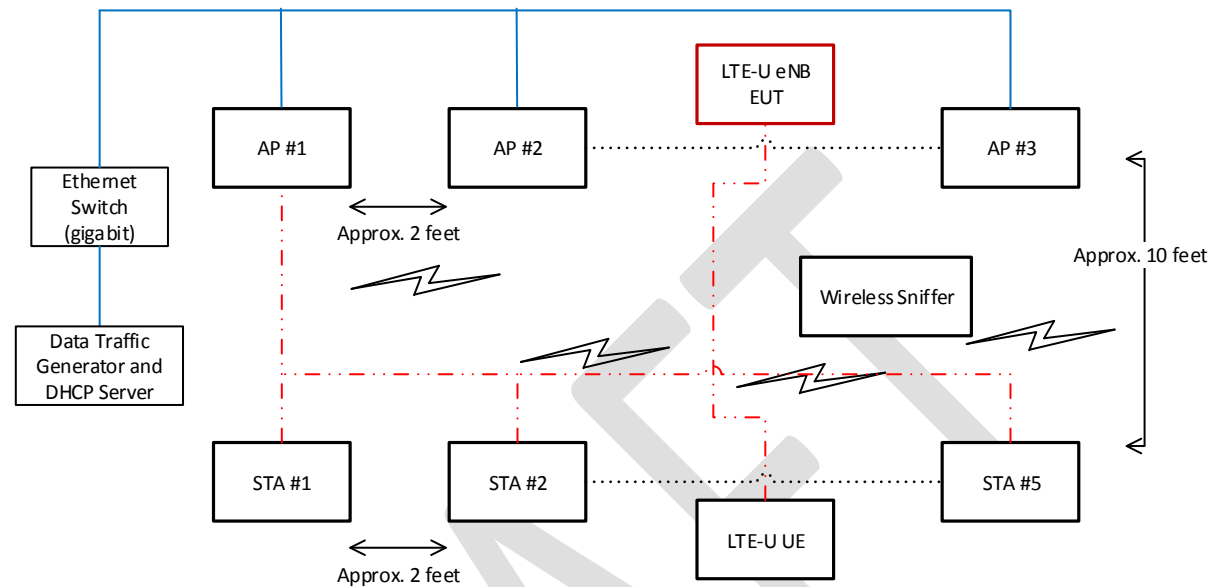 LTE-U eNB
EUT
AP #1
AP #2
AP #3
Ethernet
Switch
(gigabit)
Approx. 2 feet
Approx. 10 feet
Wireless Sniffer
Data Traffic
Generator and
DHCP Server
STA #1
STA #2
STA #5
LTE-U UE
Approx. 2 feet